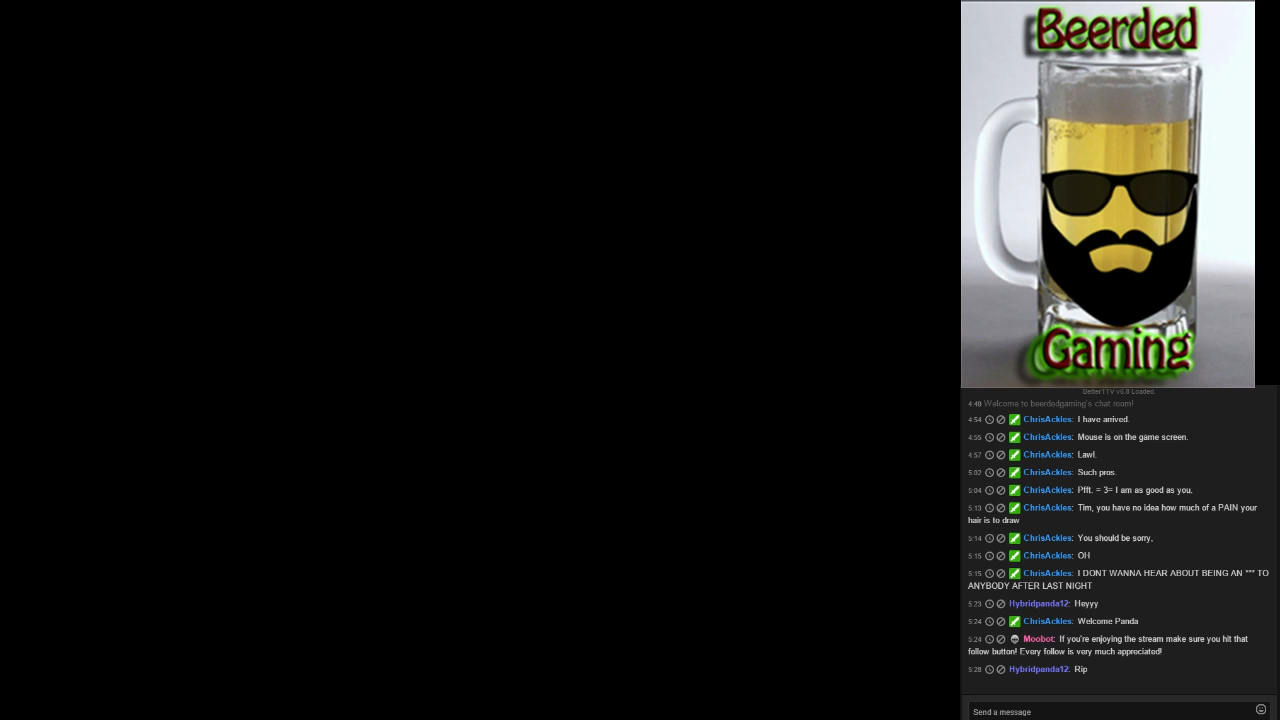 Beerded
Gaming
BetterTTV v6.8 Loaded.
4:48 Welcome to beerdedgaming's chat room!
4:54 ChrisAckles: I have arrived.
4:55 ChrisAckles: Mouse is on the game screen.
4:57 ChrisAckles: Lawl.
5:02 ChrisAckles: Such pros.
5:04 ChrisAckles: Pfft. = 3= I am as good as you.
5:13 ChrisAckles: Tim, you have no idea how much of a PAIN your
hair is to draw
5:14 ChrisAckles: You should be sorry,
5:15 ChrisAckles: OH
5:15 ChrisAckles: I DONT WANNA HEAR ABOUT BEING AN *** TO
ANYBODY AFTER LAST NIGHT
5:23 Hybridpanda12: Heyyy
5:24 ChrisAckles: Welcome Panda
5:24 Moobot: If you're enjoying the stream make sure you hit that
follow button! Every follow is very much appreciated!
5:28 Hybridpanda12: Rip
Send a message